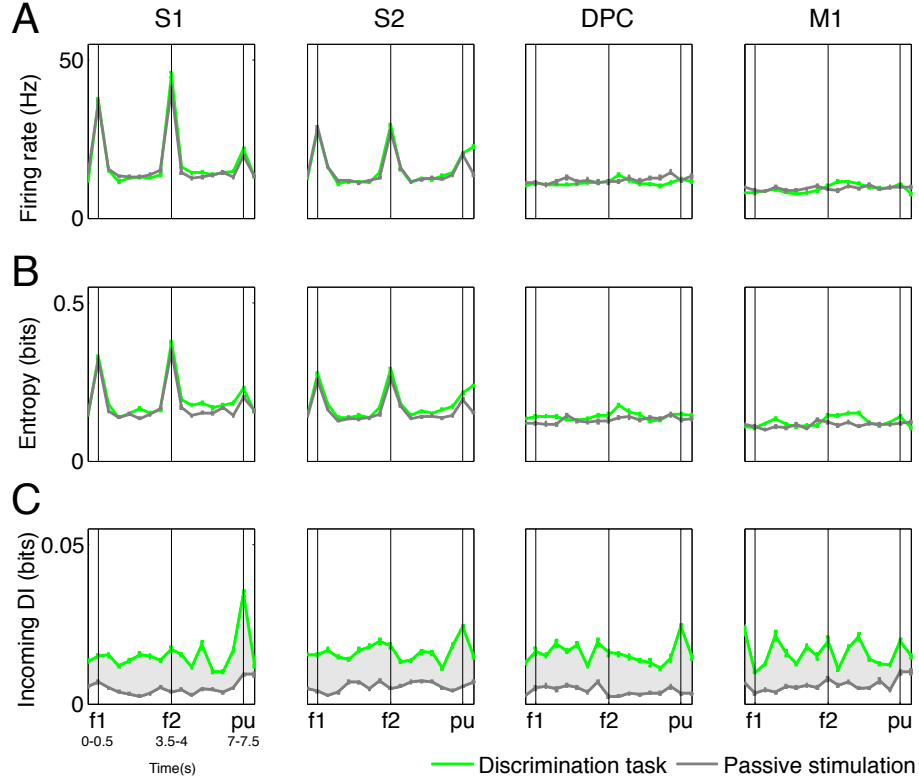 A
S1 S2 DPC M1
Firing rate (Hz)
50
0
B
Entropy (bits)
0.5
0
C
Incoming DI (bits)
0.05
0
f1 f2 pu f1 f2 pu f1 f2 pu f1 f2 pu
0-0.5 3.5-4 7-7.5
Time(s)
Discrimination task Passive stimulation